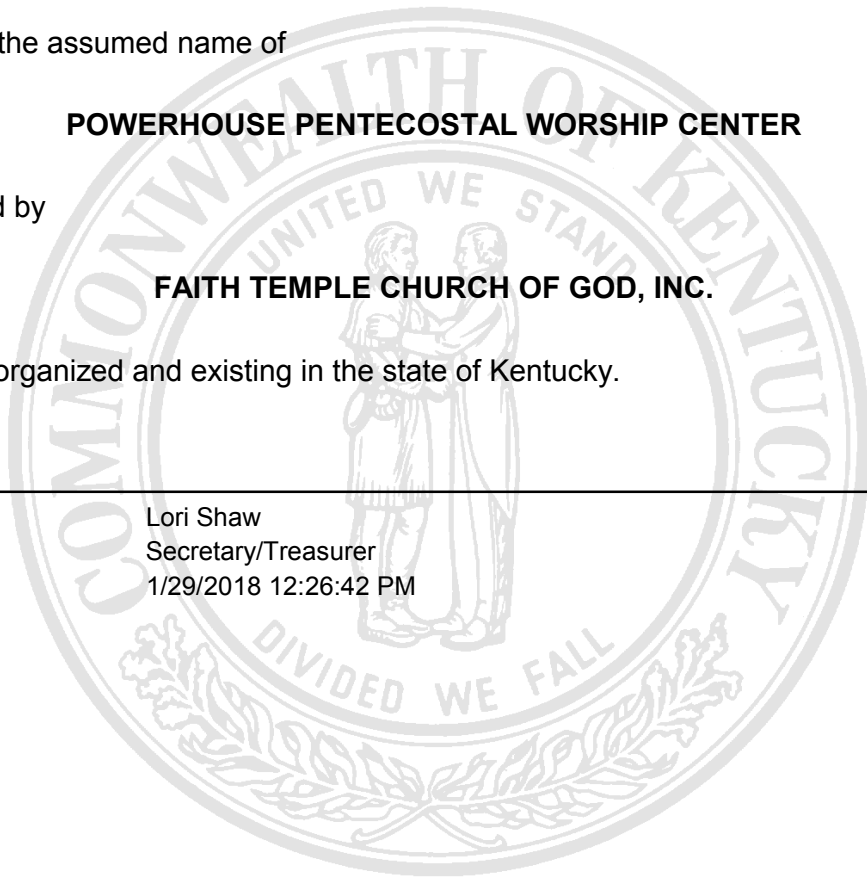 the assumed name of
POWERHOUSE PENTECOSTAL WORSHIP CENTER
d by
FAITH TEMPLE CHURCH OF GOD, INC.
organized and existing in the state of Kentucky.
Lori Shaw
Secretary/Treasurer
1/29/2018 12:26:42 PM
COMMONWEALTH OF KENTUCKY
UNITED WE STAND
DIVIDED WE FALL